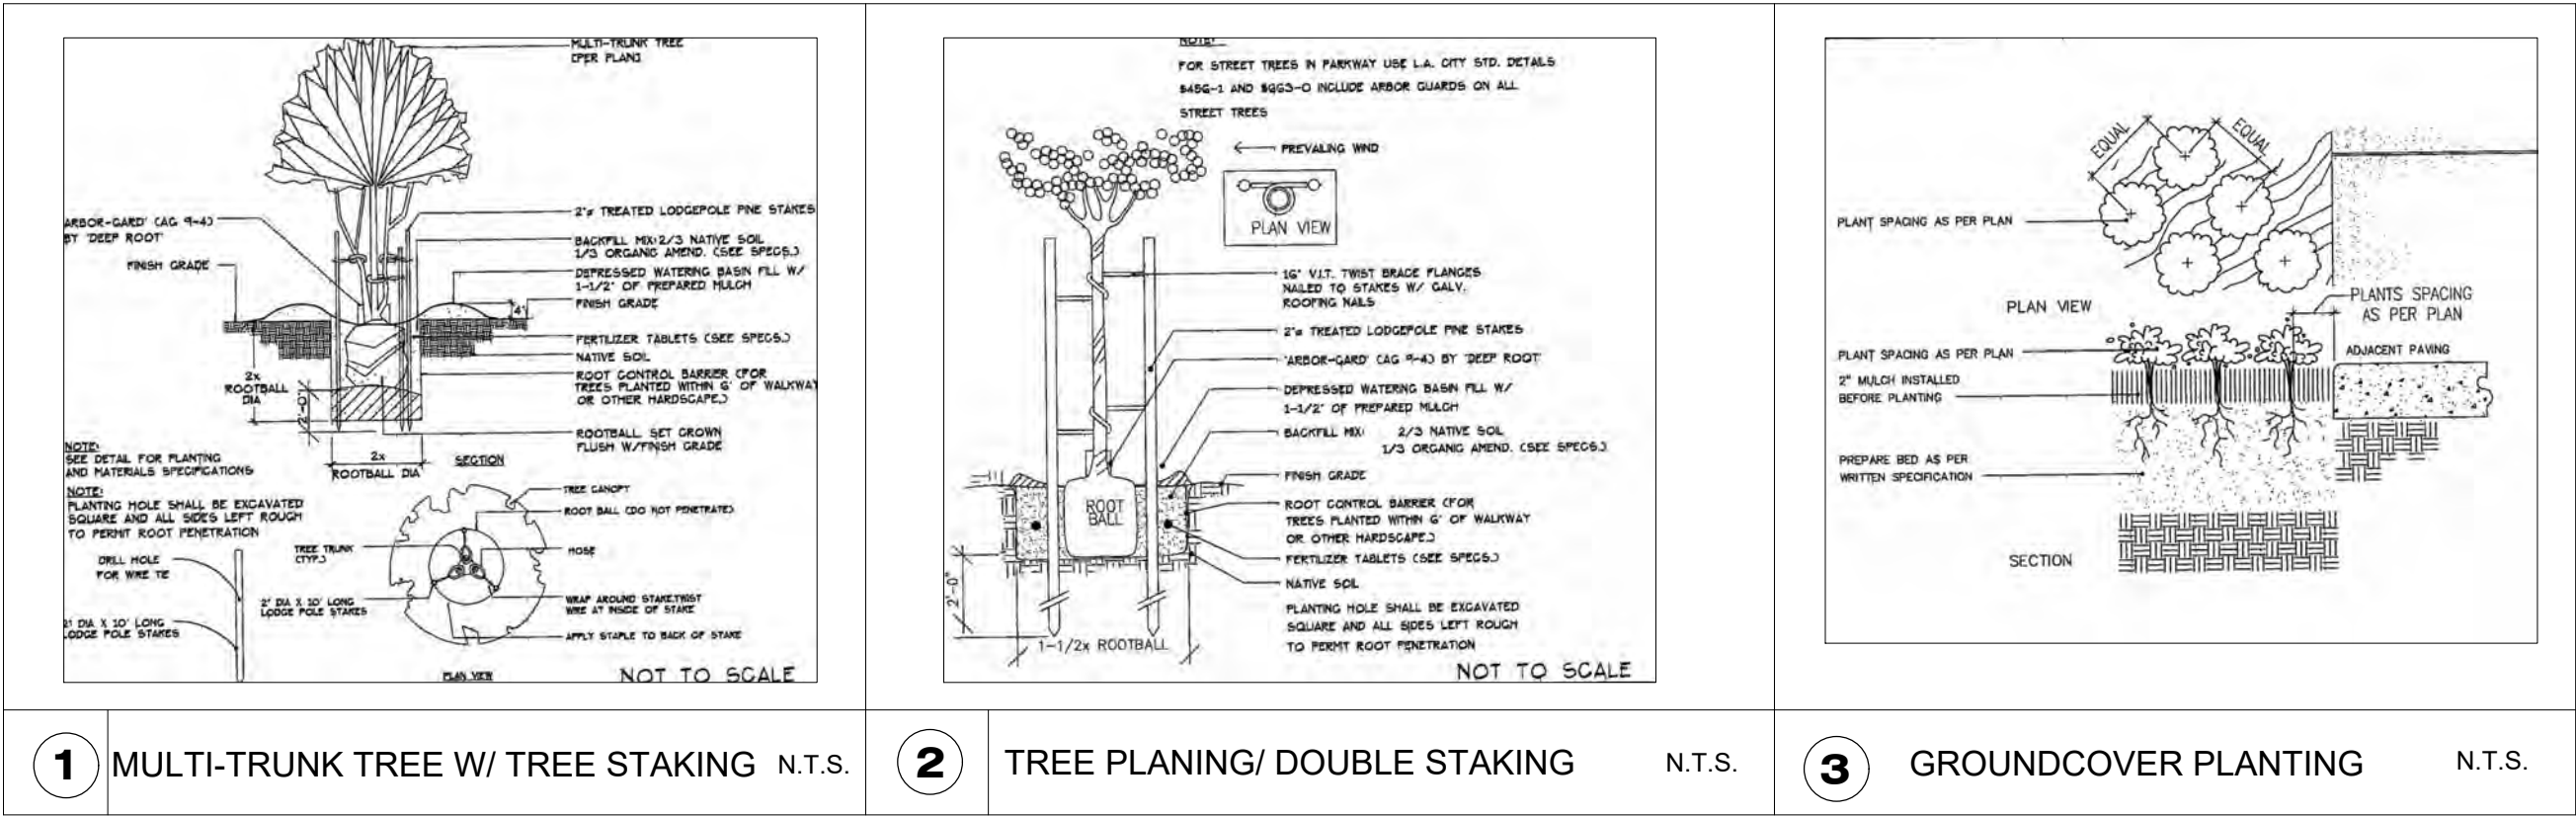 MULTI-TRUNK TREE
(PER PLAN)
'ARBOR-GARD' (AG 9-4)
BY 'DEEP ROOT'
FINISH GRADE
2"ø TREATED LODGEPOLE PINE STAKES
BACKFILL MIX: 2/3 NATIVE SOIL
1/3 ORGANIC AMEND. (SEE SPECS.)
DEPRESSED WATERING BASIN FILL W/
1-1/2" OF PREPARED MULCH
FINISH GRADE
4"
FERTILIZER TABLETS (SEE SPECS.)
NATIVE SOIL
ROOT CONTROL BARRIER (FOR
TREES PLANTED WITHIN 6' OF WALKWAY
OR OTHER HARDSCAPE.)
ROOTBALL SET CROWN
FLUSH W/FINISH GRADE
2x
ROOTBALL
DIA
2'-0"
2x
ROOTBALL DIA
SECTION
NOTE:
SEE DETAIL FOR PLANTING
AND MATERIALS SPECIFICATIONS
NOTE:
PLANTING HOLE SHALL BE EXCAVATED
SQUARE AND ALL SIDES LEFT ROUGH
TO PERMIT ROOT PENETRATION
DRILL HOLE
FOR WIRE TIE
2" DIA X 10' LONG
LODGE POLE STAKES
TREE CANOPY
ROOT BALL (DO NOT PENETRATE)
TREE TRUNK
(TYP.)
HOSE
2" DIA X 10' LONG
LODGE POLE STAKES
WRAP AROUND STAKE.TWIST
WIRE AT INSIDE OF STAKE
APPLY STAPLE TO BACK OF STAKE
PLAN VIEW
NOT TO SCALE
1 MULTI-TRUNK TREE W/ TREE STAKING N.T.S.
NOTE:
FOR STREET TREES IN PARKWAY USE L.A. CITY STD. DETAILS
S456-1 AND S663-0 INCLUDE ARBOR GUARDS ON ALL
STREET TREES
PREVALING WIND
PLAN VIEW
16" V.I.T. TWIST BRACE FLANGES
NAILED TO STAKES W/ GALV.
ROOFING NAILS
2"ø TREATED LODGEPOLE PINE STAKES
'ARBOR-GARD' (AG 9-4) BY 'DEEP ROOT'
DEPRESSED WATERING BASIN FILL W/
1-1/2" OF PREPARED MULCH
BACKFILL MIX: 2/3 NATIVE SOIL
1/3 ORGANIC AMEND. (SEE SPECS.)
FINISH GRADE
ROOT CONTROL BARRIER (FOR
TREES PLANTED WITHIN 6' OF WALKWAY
OR OTHER HARDSCAPE.)
FERTILIZER TABLETS (SEE SPECS.)
NATIVE SOIL
PLANTING HOLE SHALL BE EXCAVATED
SQUARE AND ALL SIDES LEFT ROUGH
TO PERMIT ROOT PENETRATION
ROOT
BALL
2'-0"
1-1/2x ROOTBALL
NOT TO SCALE
2 TREE PLANING/ DOUBLE STAKING N.T.S.
EQUAL
EQUAL
PLANT SPACING AS PER PLAN
PLAN VIEW
PLANTS SPACING
AS PER PLAN
PLANT SPACING AS PER PLAN
ADJACENT PAVING
2" MULCH INSTALLED
BEFORE PLANTING
PREPARE BED AS PER
WRITTEN SPECIFICATION
SECTION
3 GROUNDCOVER PLANTING N.T.S.